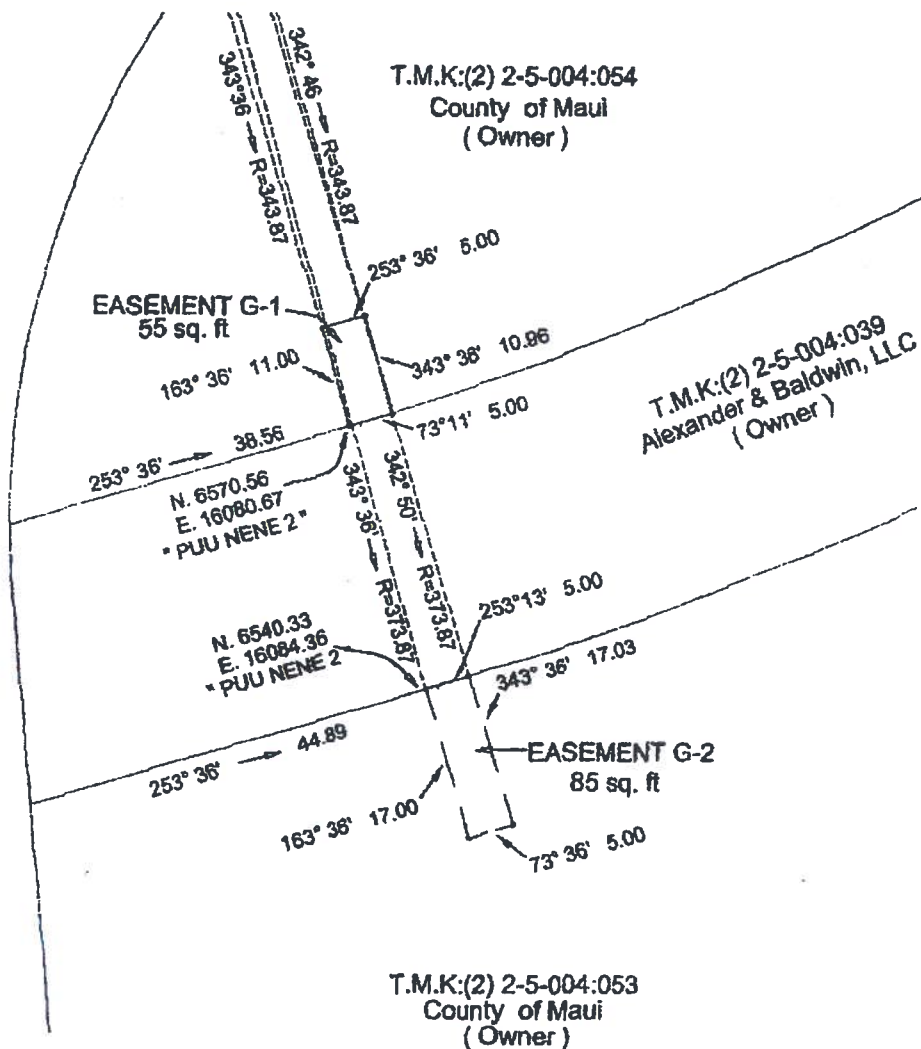 343° 36 R=343.87
342° 46 R=343.87
T.M.K:(2) 2-5-004:054
County of Maui
( Owner )
253° 36' 5.00
EASEMENT G-1
55 sq. ft
163° 36' 11.00
343° 36' 10.96
73°11' 5.00
T.M.K:(2) 2-5-004:039
Alexander & Baldwin, LLC
( Owner )
253° 36' 38.56
N. 6570.56
E. 16080.67
" PUU NENE 2 "
343° 36' R=373.87
342° 50' R=373.87
253°13' 5.00
N. 6540.33
E. 16084.36
" PUU NENE 2
343° 36' 17.03
253° 36' 44.89
EASEMENT G-2
85 sq. ft
163° 36' 17.00
73° 36' 5.00
T.M.K:(2) 2-5-004:053
County of Maui
( Owner )